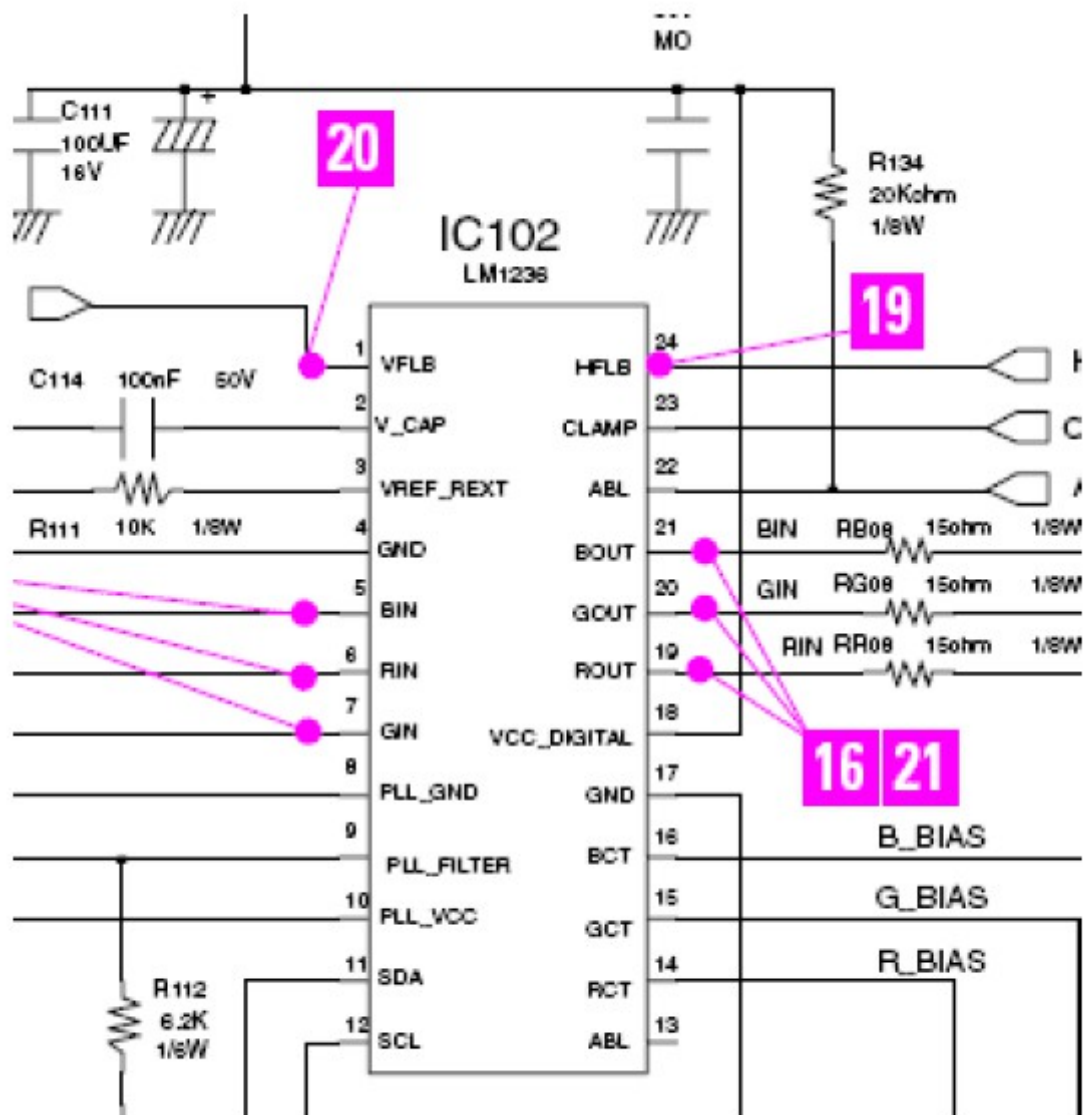 MO
C111
100UF
16V
20
R134
20Kohm
1/8W
IC102
LM1236
19
1 VFLB HFLB 24
C114 100nF 50V
2 V_CAP CLAMP 23
3 VREF_REXT ABL 22
R111 10K 1/8W
4 GND BOUT 21 BIN RB08 15ohm 1/8W
5 BIN GOUT 20 GIN RG08 15ohm 1/8W
6 RIN ROUT 19 RIN RR08 15ohm 1/8W
7 GIN VCC_DIGITAL 18
16 21
8 PLL_GND GND 17
9 PLL_FILTER BCT 16 B_BIAS
10 PLL_VCC GCT 15 G_BIAS
11 SDA RCT 14 R_BIAS
R112
6.2K
1/6W
12 SCL ABL 13